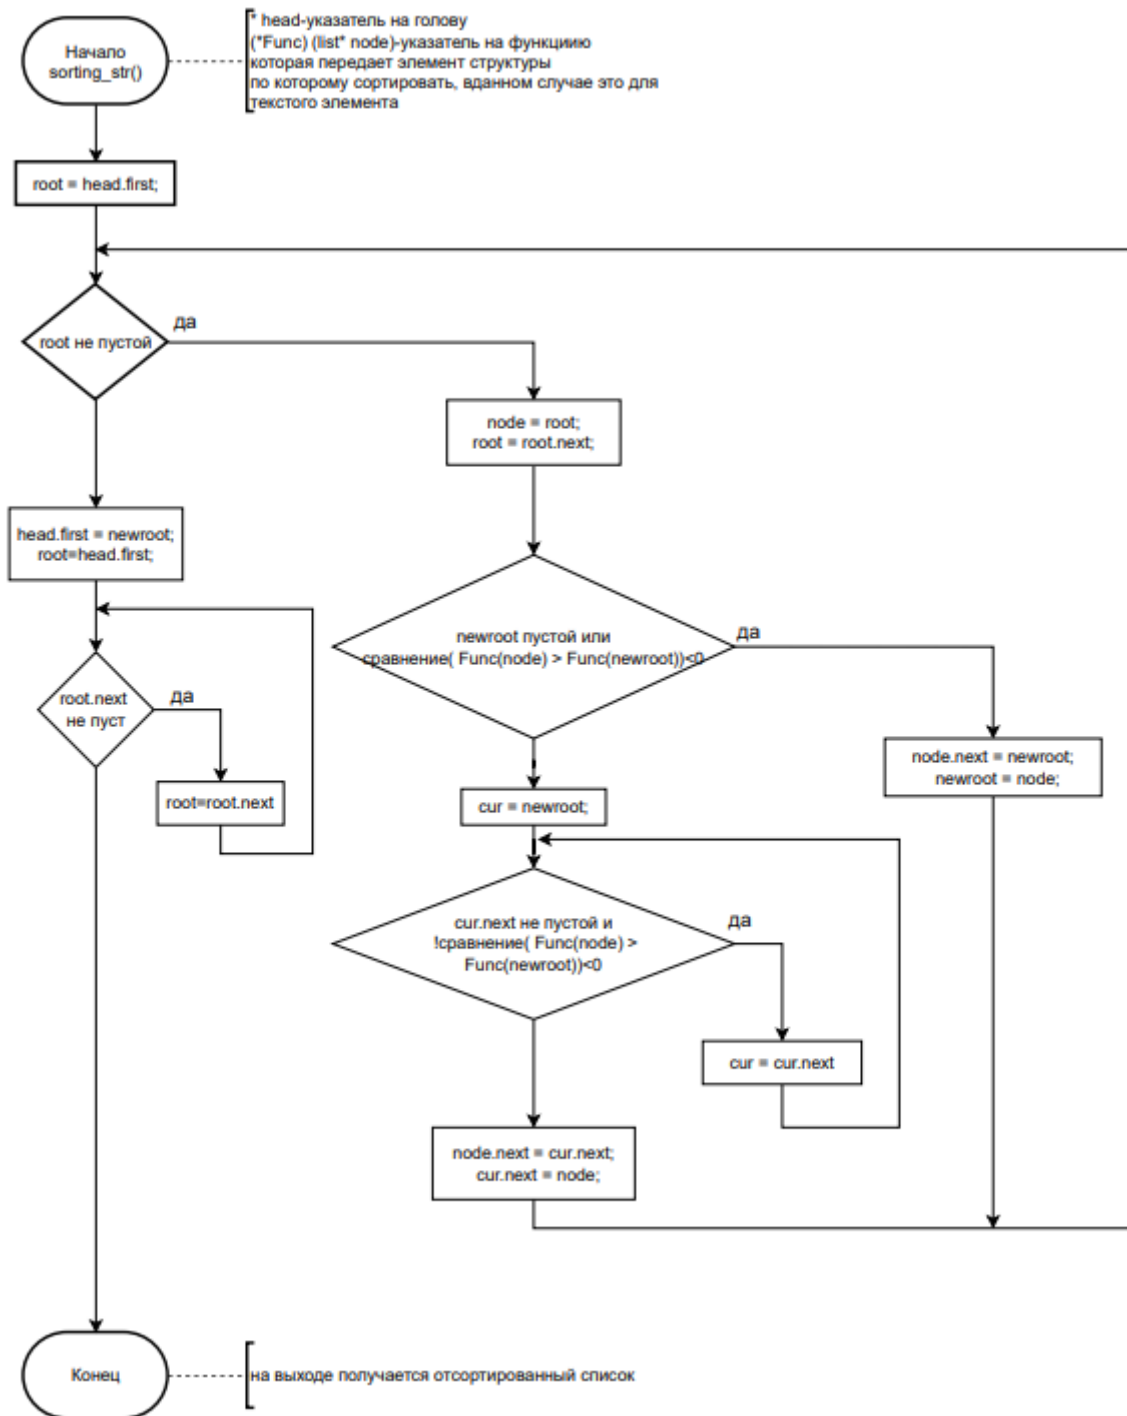 * head-указатель на голову
(*Func) (list* node)-указатель на функциию
которая передает элемент структуры
по которому сортировать, вданном случае это для
текстого элемента
Начало
sorting_str()
root = head.first;
root не пустой
да
node = root;
root = root.next;
head.first = newroot;
root=head.first;
newroot пустой или
сравнение( Func(node) > Func(newroot))<0
да
root.next
не пуст
да
node.next = newroot;
newroot = node;
root=root.next
cur = newroot;
cur.next не пустой и
!сравнение( Func(node) >
Func(newroot))<0
да
cur = cur.next
node.next = cur.next;
cur.next = node;
Конец
на выходе получается отсортированный список